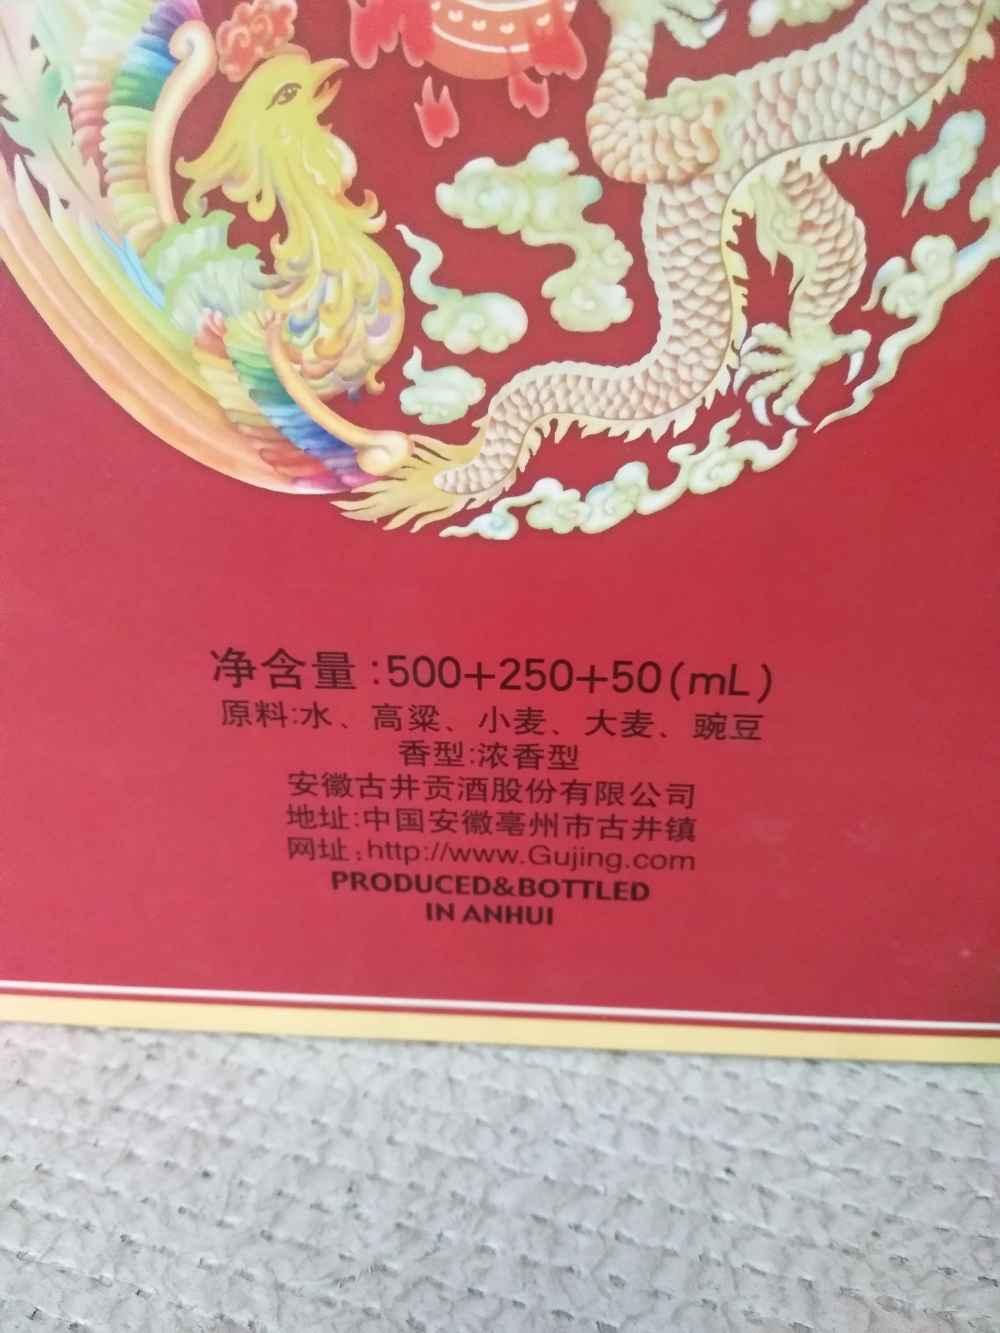 净含量:500+250+50(mL)
原料:水、高粱、小麦、大麦、豌豆
香型:浓香型
安徽古井贡酒股份有限公司
地址:中国安徽亳州市古井镇
网址:http://www.Gujing.com
PRODUCED&BOTTLED
IN ANHUI